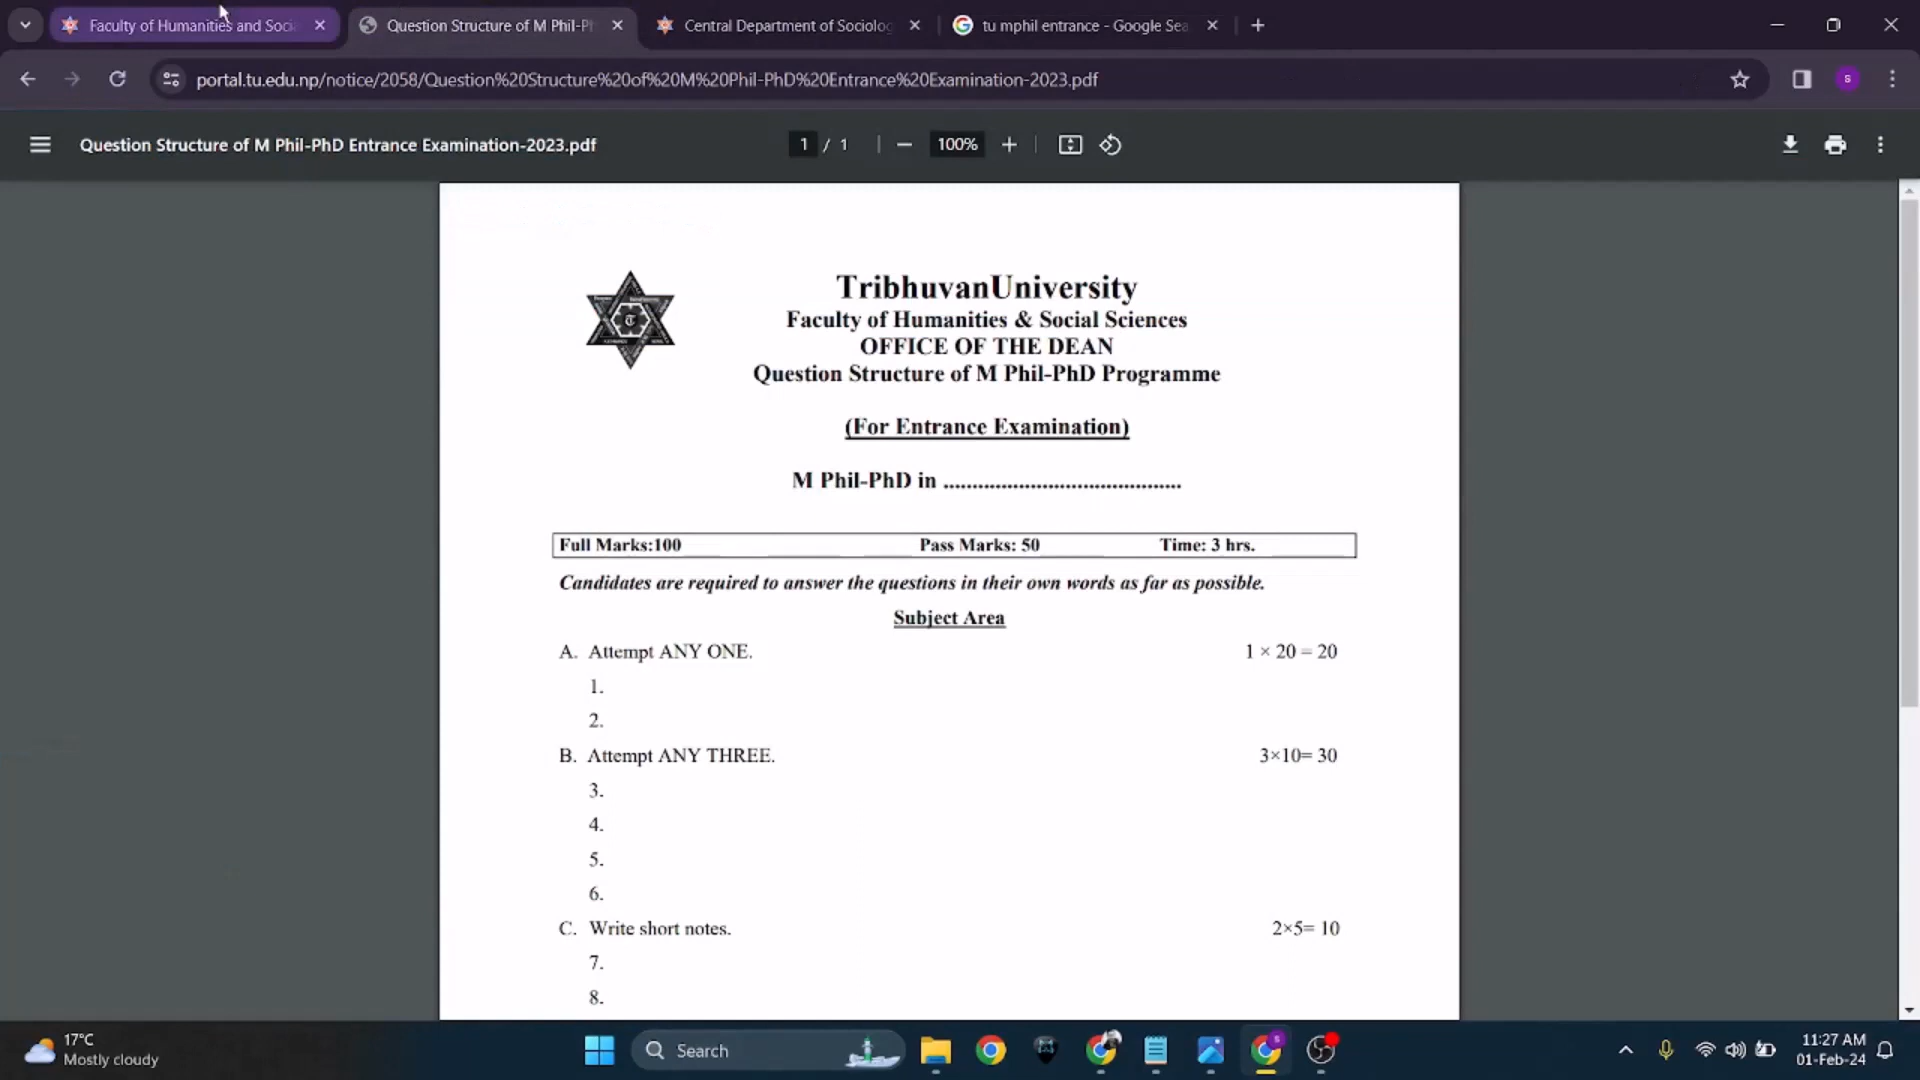 Faculty of Humanities and Soci
Question Structure of M Phil-Ph
Central Department of Sociolog
tu mphil entrance - Google Sea
portal.tu.edu.np/notice/2058/Question%20Structure%20of%20M%20Phil-PhD%20Entrance%20Examination-2023.pdf
S
Question Structure of M Phil-PhD Entrance Examination-2023.pdf
1 / 1
100%
TribhuvanUniversity
Faculty of Humanities & Social Sciences
OFFICE OF THE DEAN
Question Structure of M Phil-PhD Programme
(For Entrance Examination)
M Phil-PhD in .........................................
Full Marks:100 Pass Marks: 50 Time: 3 hrs.
Candidates are required to answer the questions in their own words as far as possible.
Subject Area
A. Attempt ANY ONE. 1 × 20 = 20
1.
2.
B. Attempt ANY THREE. 3×10= 30
3.
4.
5.
6.
C. Write short notes. 2×5= 10
7.
8.
17°C
Mostly cloudy
Search
11:27 AM
01-Feb-24